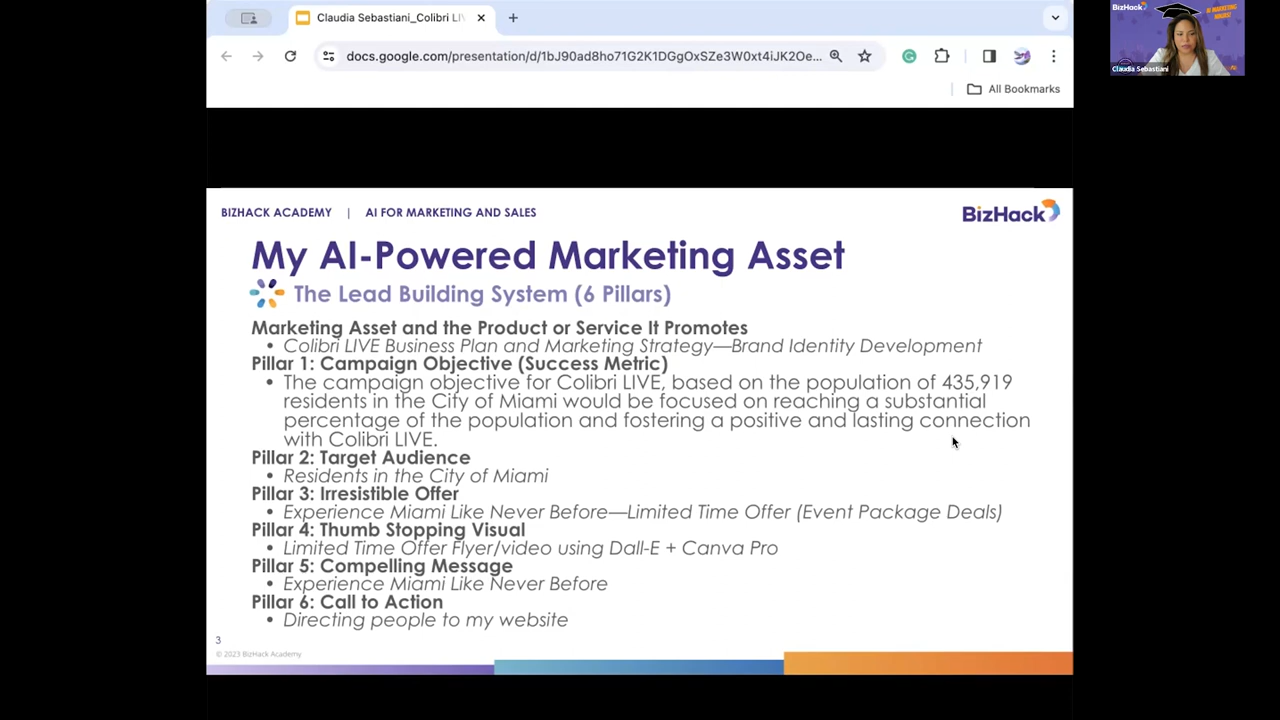 Claudia Sebastiani_Colibri LIV
docs.google.com/presentation/d/1bJ90ad8ho71G2K1DGgOxSZe3W0xt4iJK2Oe...
All Bookmarks
BizHack
AI MARKETING
Claudia Sebastiani
BIZHACK ACADEMY | AI FOR MARKETING AND SALES
BizHack
My AI-Powered Marketing Asset
The Lead Building System (6 Pillars)
Marketing Asset and the Product or Service It Promotes
• Colibri LIVE Business Plan and Marketing Strategy—Brand Identity Development
Pillar 1: Campaign Objective (Success Metric)
• The campaign objective for Colibri LIVE, based on the population of 435,919
residents in the City of Miami would be focused on reaching a substantial
percentage of the population and fostering a positive and lasting connection
with Colibri LIVE.
Pillar 2: Target Audience
• Residents in the City of Miami
Pillar 3: Irresistible Offer
• Experience Miami Like Never Before—Limited Time Offer (Event Package Deals)
Pillar 4: Thumb Stopping Visual
• Limited Time Offer Flyer/video using Dall-E + Canva Pro
Pillar 5: Compelling Message
• Experience Miami Like Never Before
Pillar 6: Call to Action
• Directing people to my website
3
© 2023 BizHack Academy